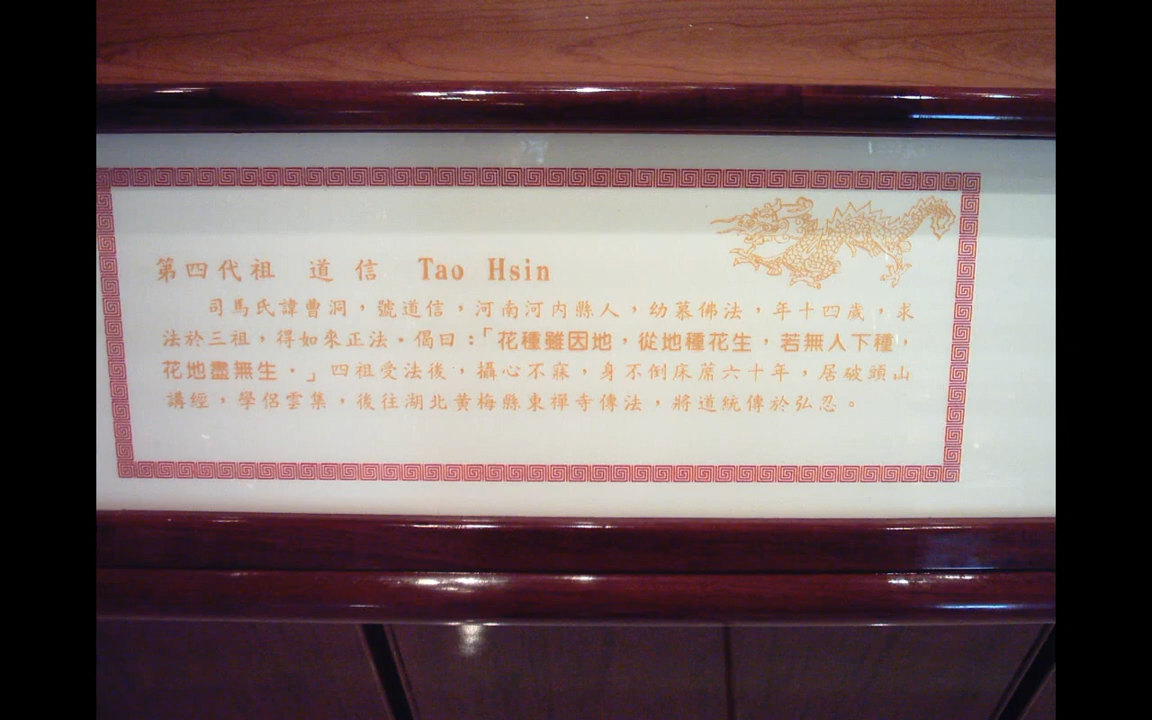 第四代祖 道信 Tao Hsin
司馬氏諱曹洞，號道信，河南河內縣人，幼慕佛法，年十四歲，求
法於三祖，得如來正法。偈曰：「花種雖因地，從地種花生，若無人下種，
花地盡無生。」四祖受法後，攝心不寐，身不倒床蓆六十年，居破頭山
講經，學侶雲集，後往湖北黃梅縣東禪寺傳法，將道統傳於弘忍。